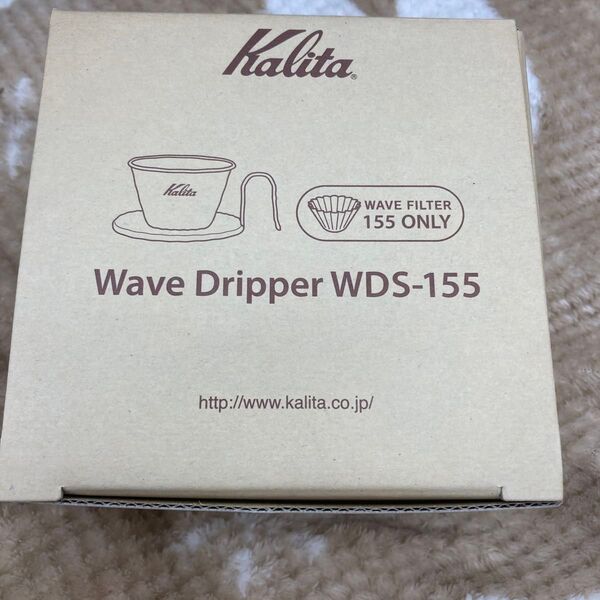 Kalita®
Kalita
WAVE FILTER
155 ONLY
Wave Dripper WDS-155
http://www.kalita.co.jp/